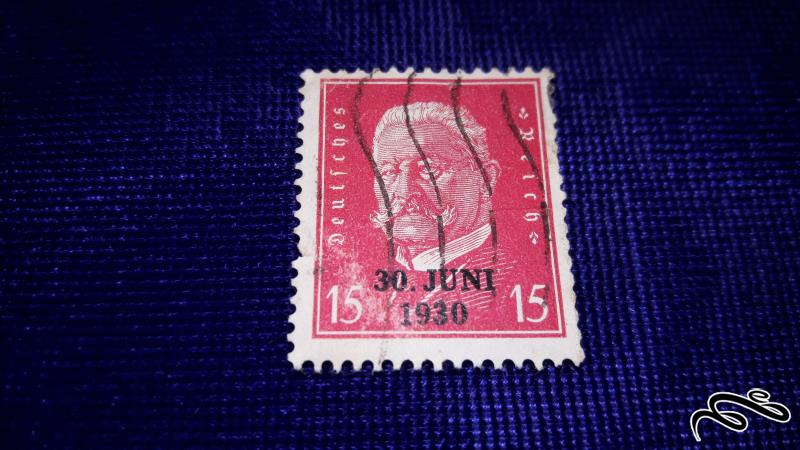 Deutsches
Reich
30. JUNI
1930
15
15